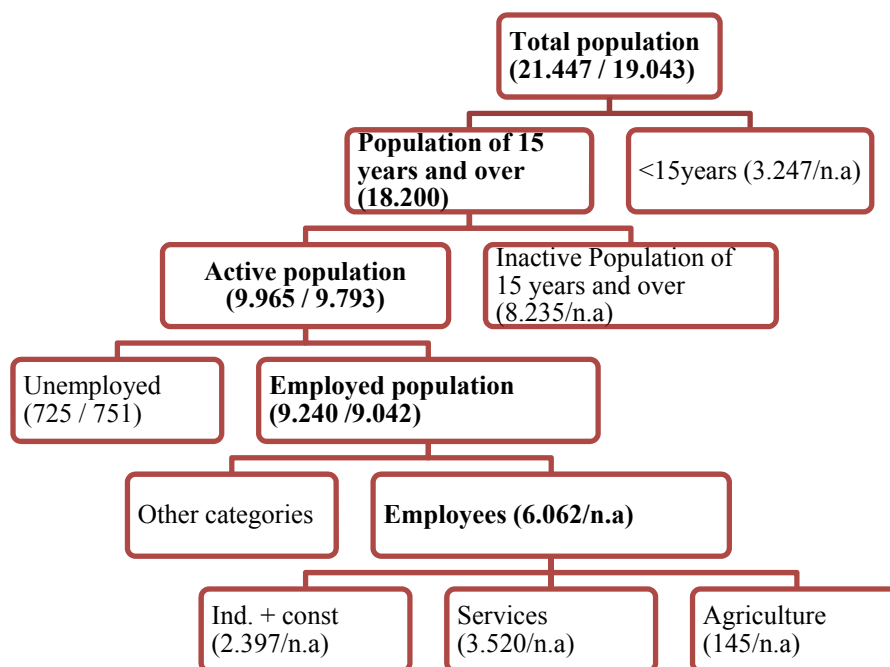 Total population
(21.447 / 19.043)
Population of 15
years and over
(18.200)
<15years (3.247/n.a)
Active population
(9.965 / 9.793)
Inactive Population of
15 years and over
(8.235/n.a)
Unemployed
(725 / 751)
Employed population
(9.240 /9.042)
Other categories
Employees (6.062/n.a)
Ind. + const
(2.397/n.a)
Services
(3.520/n.a)
Agriculture
(145/n.a)